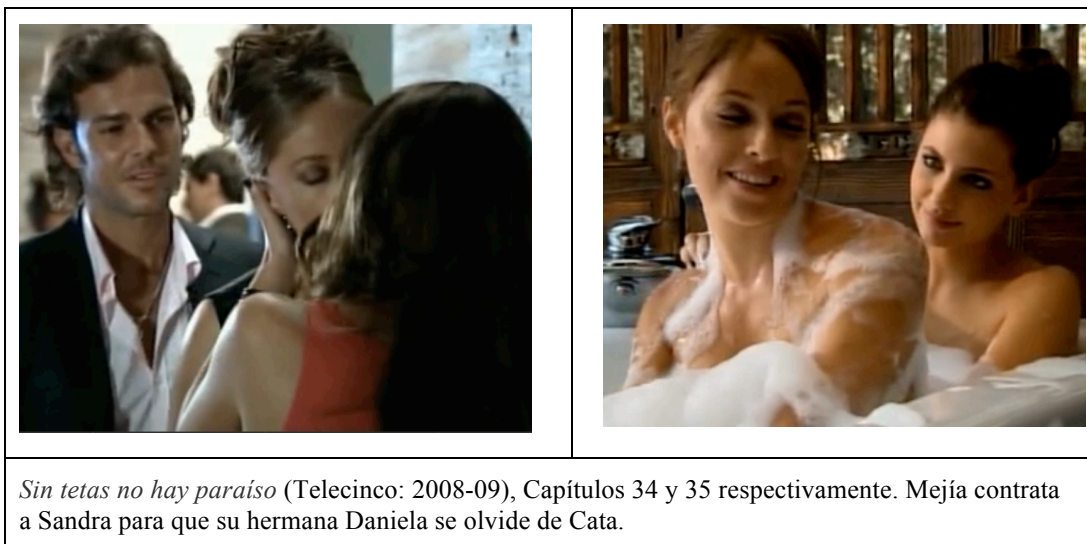 Sin tetas no hay paraíso (Telecinco: 2008-09), Capítulos 34 y 35 respectivamente. Mejía contrata
a Sandra para que su hermana Daniela se olvide de Cata.